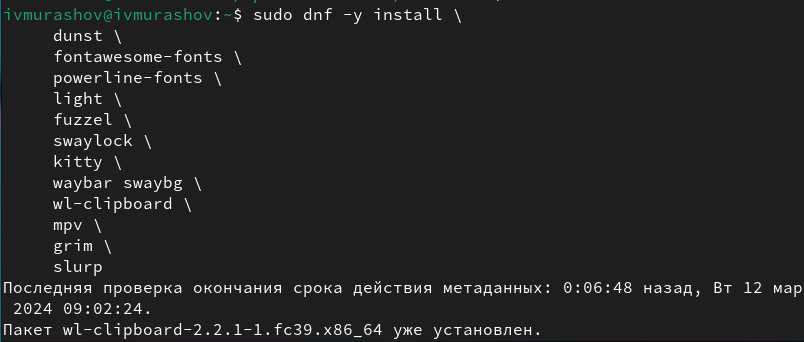 ivmurashov@ivmurashov:~$ sudo dnf -y install \
dunst \
fontawesome-fonts \
powerline-fonts \
light \
fuzzel \
swaylock \
kitty \
waybar swaybg \
wl-clipboard \
mpv \
grim \
slurp
Последняя проверка окончания срока действия метаданных: 0:06:48 назад, Вт 12 мар
2024 09:02:24.
Пакет wl-clipboard-2.2.1-1.fc39.x86_64 уже установлен.